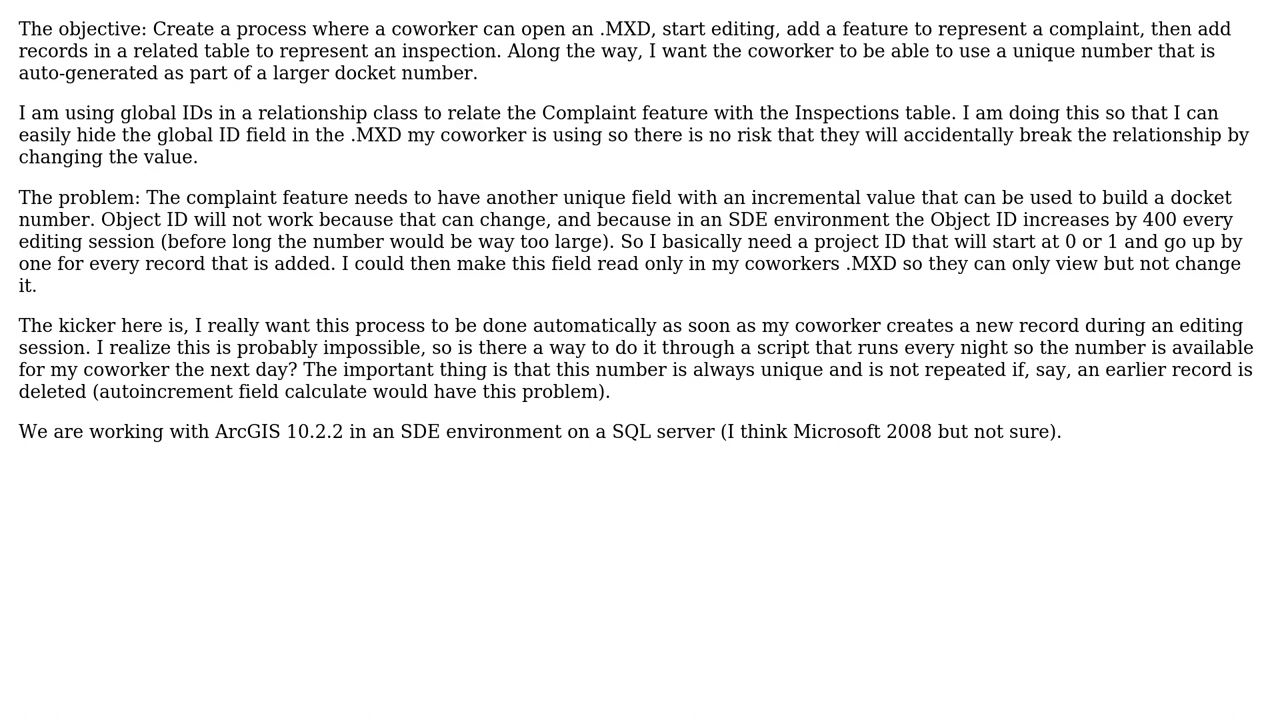 The objective: Create a process where a coworker can open an .MXD, start editing, add a feature to represent a complaint, then add
records in a related table to represent an inspection. Along the way, I want the coworker to be able to use a unique number that is
auto-generated as part of a larger docket number.
I am using global IDs in a relationship class to relate the Complaint feature with the Inspections table. I am doing this so that I can
easily hide the global ID field in the .MXD my coworker is using so there is no risk that they will accidentally break the relationship by
changing the value.
The problem: The complaint feature needs to have another unique field with an incremental value that can be used to build a docket
number. Object ID will not work because that can change, and because in an SDE environment the Object ID increases by 400 every
editing session (before long the number would be way too large). So I basically need a project ID that will start at 0 or 1 and go up by
one for every record that is added. I could then make this field read only in my coworkers .MXD so they can only view but not change
it.
The kicker here is, I really want this process to be done automatically as soon as my coworker creates a new record during an editing
session. I realize this is probably impossible, so is there a way to do it through a script that runs every night so the number is available
for my coworker the next day? The important thing is that this number is always unique and is not repeated if, say, an earlier record is
deleted (autoincrement field calculate would have this problem).
We are working with ArcGIS 10.2.2 in an SDE environment on a SQL server (I think Microsoft 2008 but not sure).